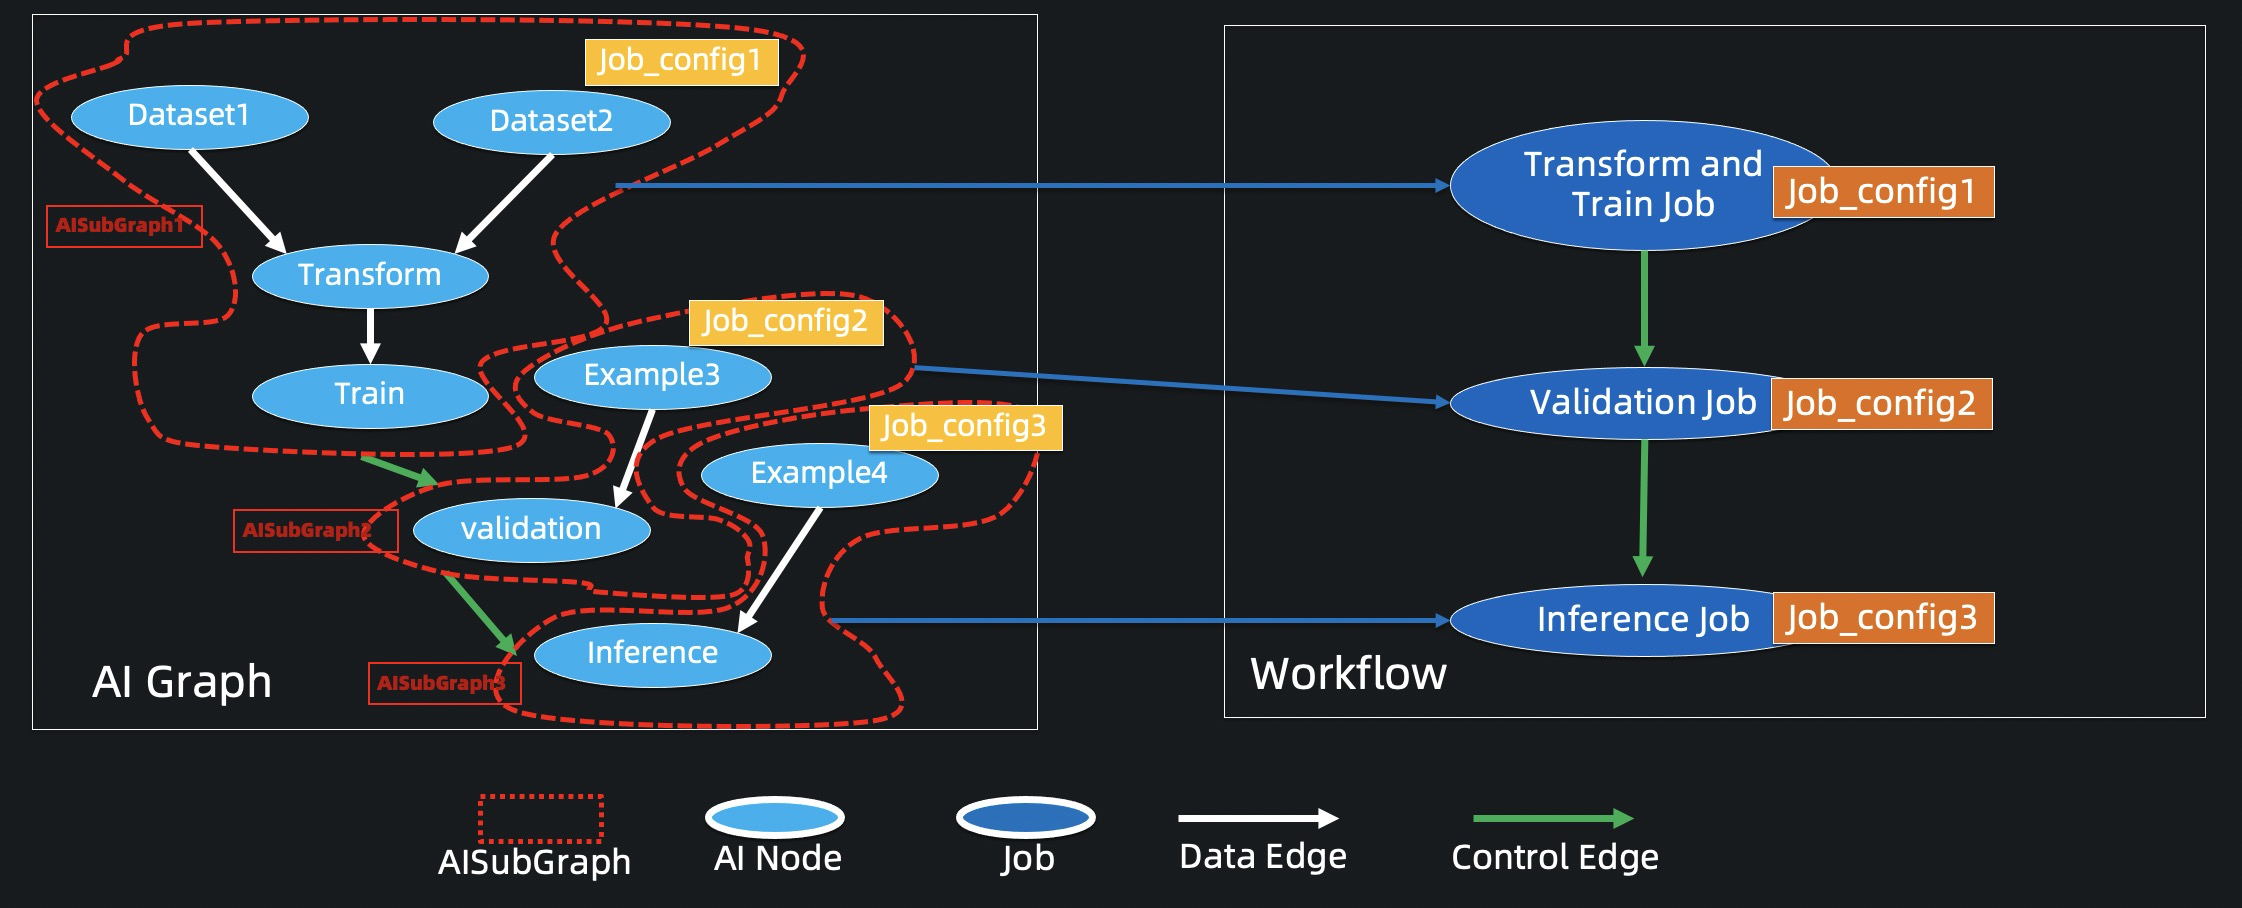 Job_config1
Dataset1
Dataset2
AISubGraph1
Transform
Job_config2
Example3
Train
Job_config3
Example4
AISubGraph2
validation
Inference
AISubGraph3
AI Graph
Transform and
Train Job
Job_config1
Validation Job
Job_config2
Inference Job
Job_config3
Workflow
AISubGraph
AI Node
Job
Data Edge
Control Edge